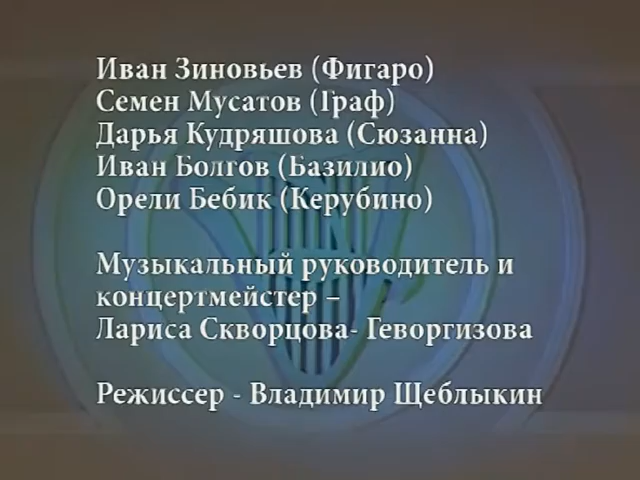 Иван Зиновьев (Фигаро)
Семен Мусатов (Граф)
Дарья Кудряшова (Сюзанна)
Иван Болгов (Базилио)
Орели Бебик (Керубино)
Музыкальный руководитель и
концертмейстер –
Лариса Скворцова- Геворгизова
Режиссер - Владимир Щеблыкин